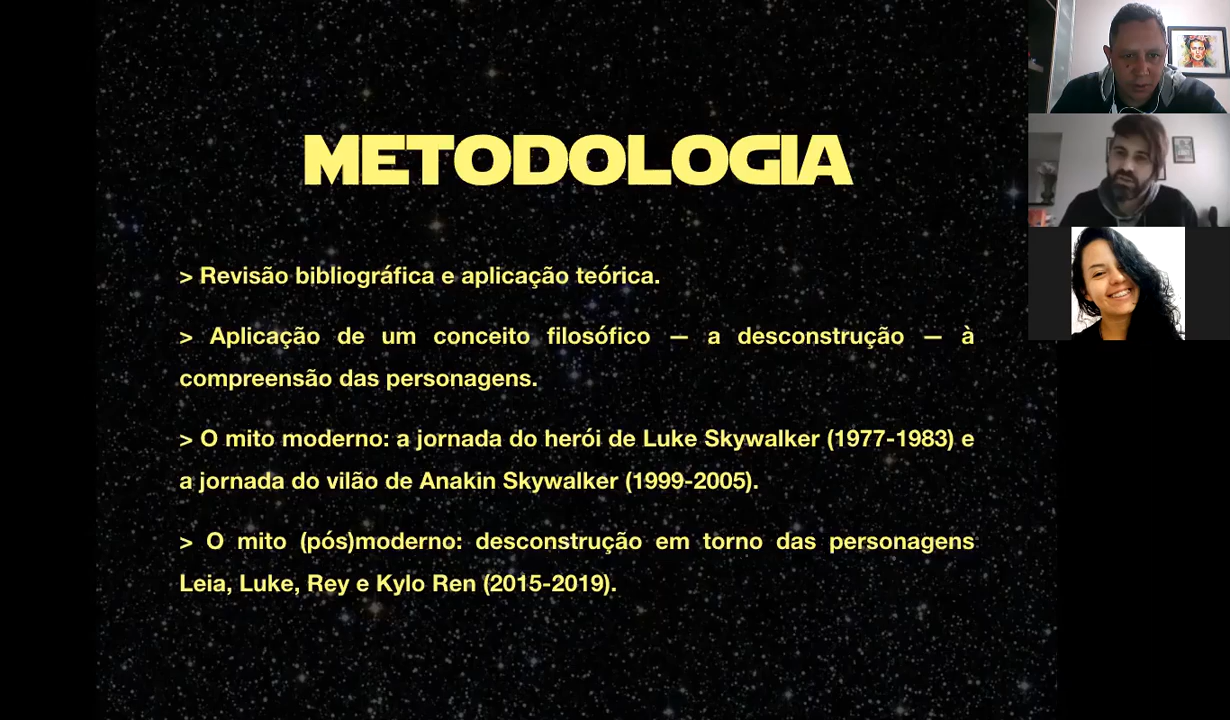 METODOLOGIA
> Revisão bibliográfica e aplicação teórica.
> Aplicação de um conceito filosófico — a desconstrução — à
compreensão das personagens.
> O mito moderno: a jornada do herói de Luke Skywalker (1977-1983) e
a jornada do vilão de Anakin Skywalker (1999-2005).
> O mito (pós)moderno: desconstrução em torno das personagens
Leia, Luke, Rey e Kylo Ren (2015-2019).